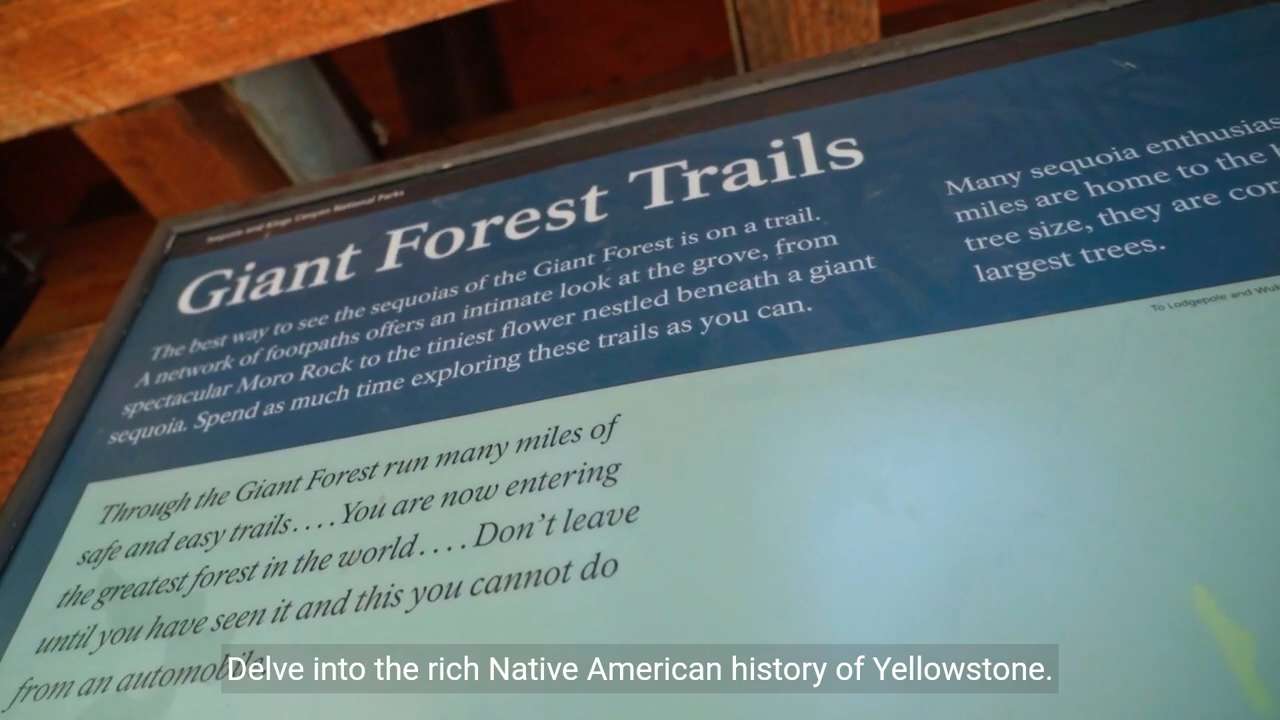 Sequoia and Kings Canyon National Parks
Giant Forest Trails
The best way to see the sequoias of the Giant Forest is on a trail.
A network of footpaths offers an intimate look at the grove, from
spectacular Moro Rock to the tiniest flower nestled beneath a giant
sequoia. Spend as much time exploring these trails as you can.
Many sequoia enthusias
miles are home to the
tree size, they are cor
largest trees.
To Lodgepole and Wuk
Through the Giant Forest run many miles of
safe and easy trails. . . . You are now entering
the greatest forest in the world. . . . Don't leave
until you have seen it and this you cannot do
from an automobile.
Delve into the rich Native American history of Yellowstone.